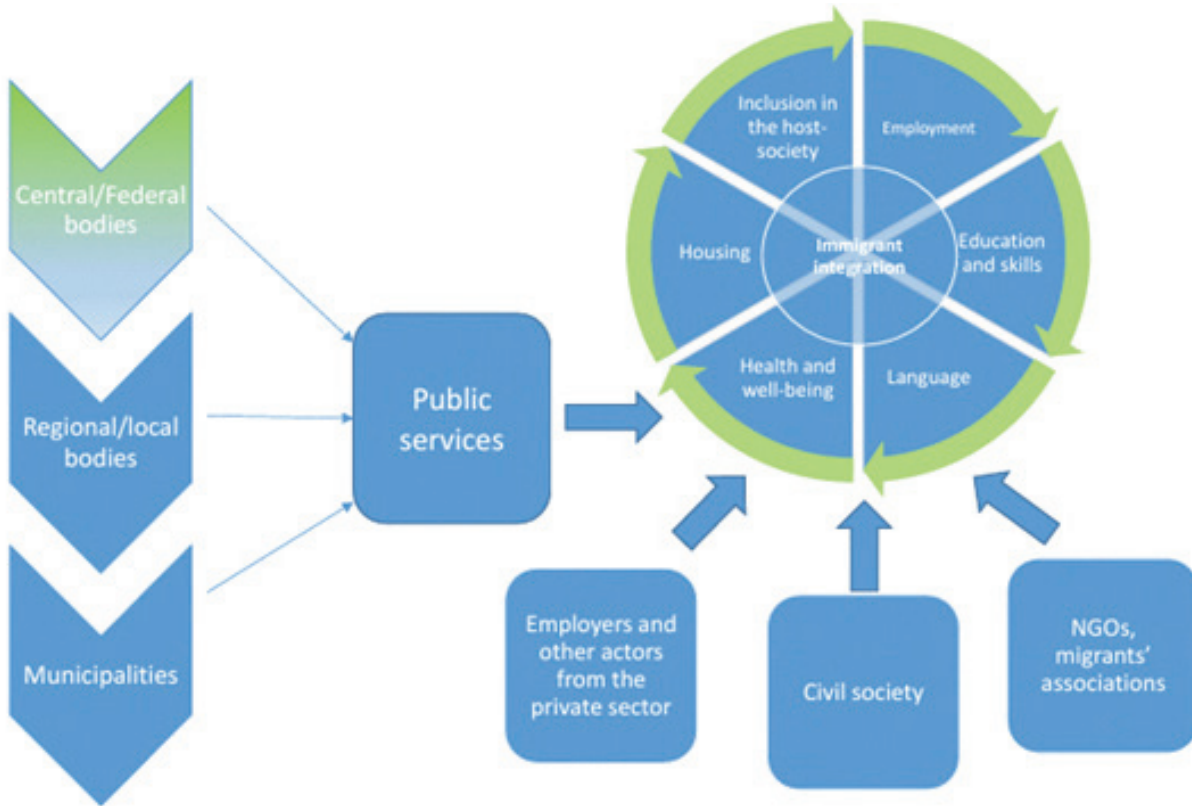 Central/Federal
bodies
Regional/local
bodies
Municipalities
Public
services
Inclusion in
the host-
society
Employment
Housing
Immigrant
integration
Education
and skills
Health and
well-being
Language
Employers and
other actors
from the
private sector
Civil society
NGOs,
migrants’
associations